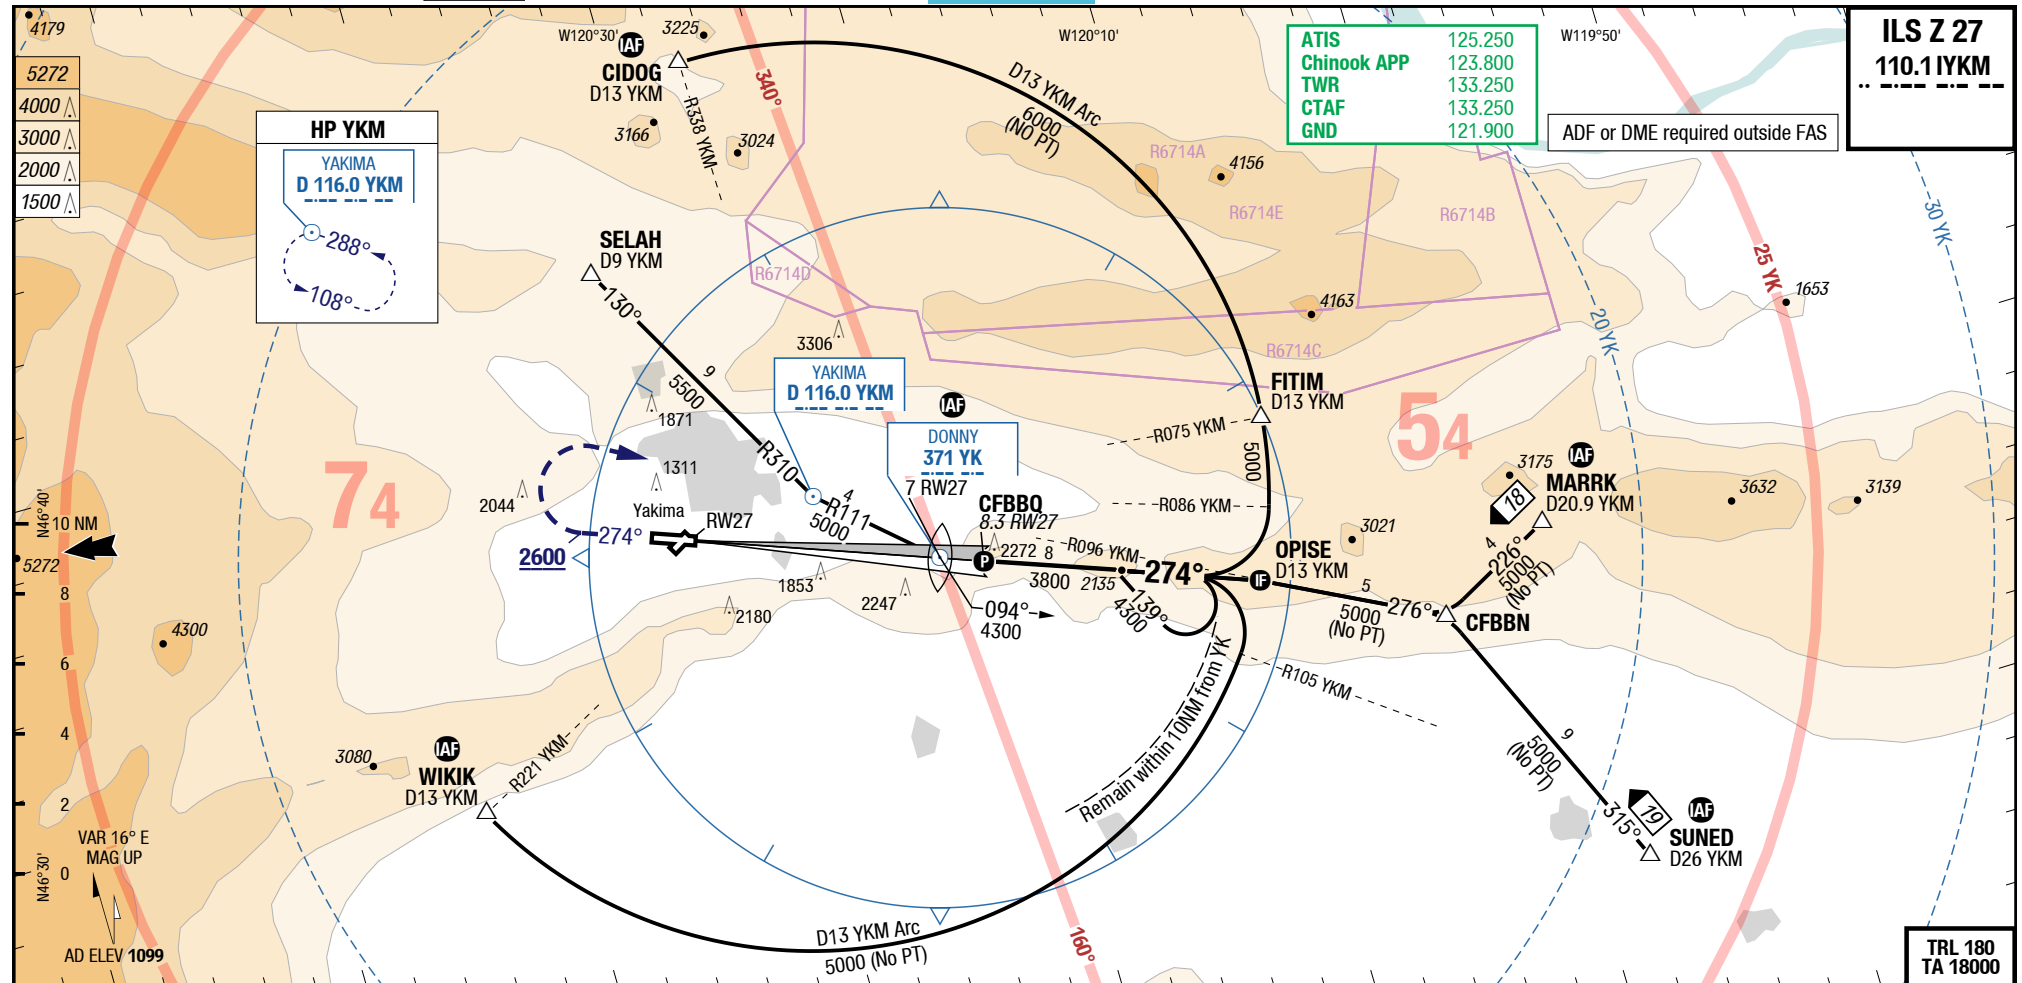 4179
5272
4000
3000
2000
1500
HP YKM
YAKIMA
D 116.0 YKM
288°
108°
W120°30'
IAF
CIDOG
D13 YKM
3225
R338 YKM
3166
3024
340°
D13 YKM Arc
6000
(NO PT)
W120°10'
ATIS 125.250
Chinook APP 123.800
TWR 133.250
CTAF 133.250
GND 121.900
W119°50'
ADF or DME required outside FAS
ILS Z 27
110.1 IYKM
R6714A
4156
R6714E
R6714B
R6714D
4163
R6714C
30 YK
25 YK
20 YK
1653
SELAH
D9 YKM
130°
9
5500
R310
3306
YAKIMA
D 116.0 YKM
IAF
DONNY
371 YK
7 RW27
CFBBQ
8.3 RW27
4
R111
5000
FITIM
D13 YKM
R075 YKM
5000
R086 YKM
R096 YKM
54
74
3175
IAF
MARRK
D20.9 YKM
18
3632
3139
3021
1871
1311
2044
Yakima
RW27
274°
2600
1853
2180
2247
P
2272
8
3800
2135
274°
139°
4300
094°
4300
OPISE
D13 YKM
IF
5
5000
(No PT)
276°
CFBBN
4
226°
5000
(No PT)
R105 YKM
Remain within 10NM from YK
9
5000
(No PT)
315°
19
IAF
SUNED
D26 YKM
N46°40'
10 NM
5272
8
4300
6
4
2
0
N46°30'
3080
IAF
WIKIK
D13 YKM
R221 YKM
VAR 16° E
MAG UP
AD ELEV 1099
D13 YKM Arc
5000 (No PT)
160°
TRL 180
TA 18000